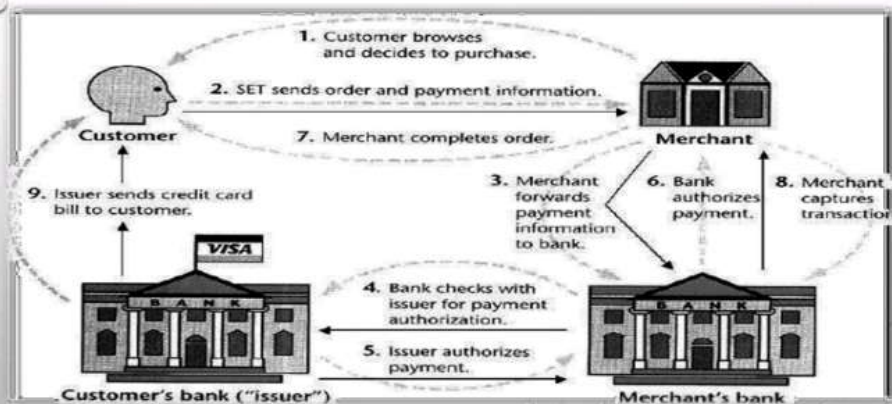 1. Customer browses
and decides to purchase.
2. SET sends order and payment information.
Customer
7. Merchant completes order.
Merchant
3. Merchant
forwards
payment
information
to bank.
6. Bank
authorizes
payment.
8. Merchant
captures
transaction
9. Issuer sends credit card
bill to customer.
VISA
BANK
4. Bank checks with
issuer for payment
authorization.
BANK
5. Issuer authorizes
payment.
Customer's bank ("issuer")
Merchant's bank